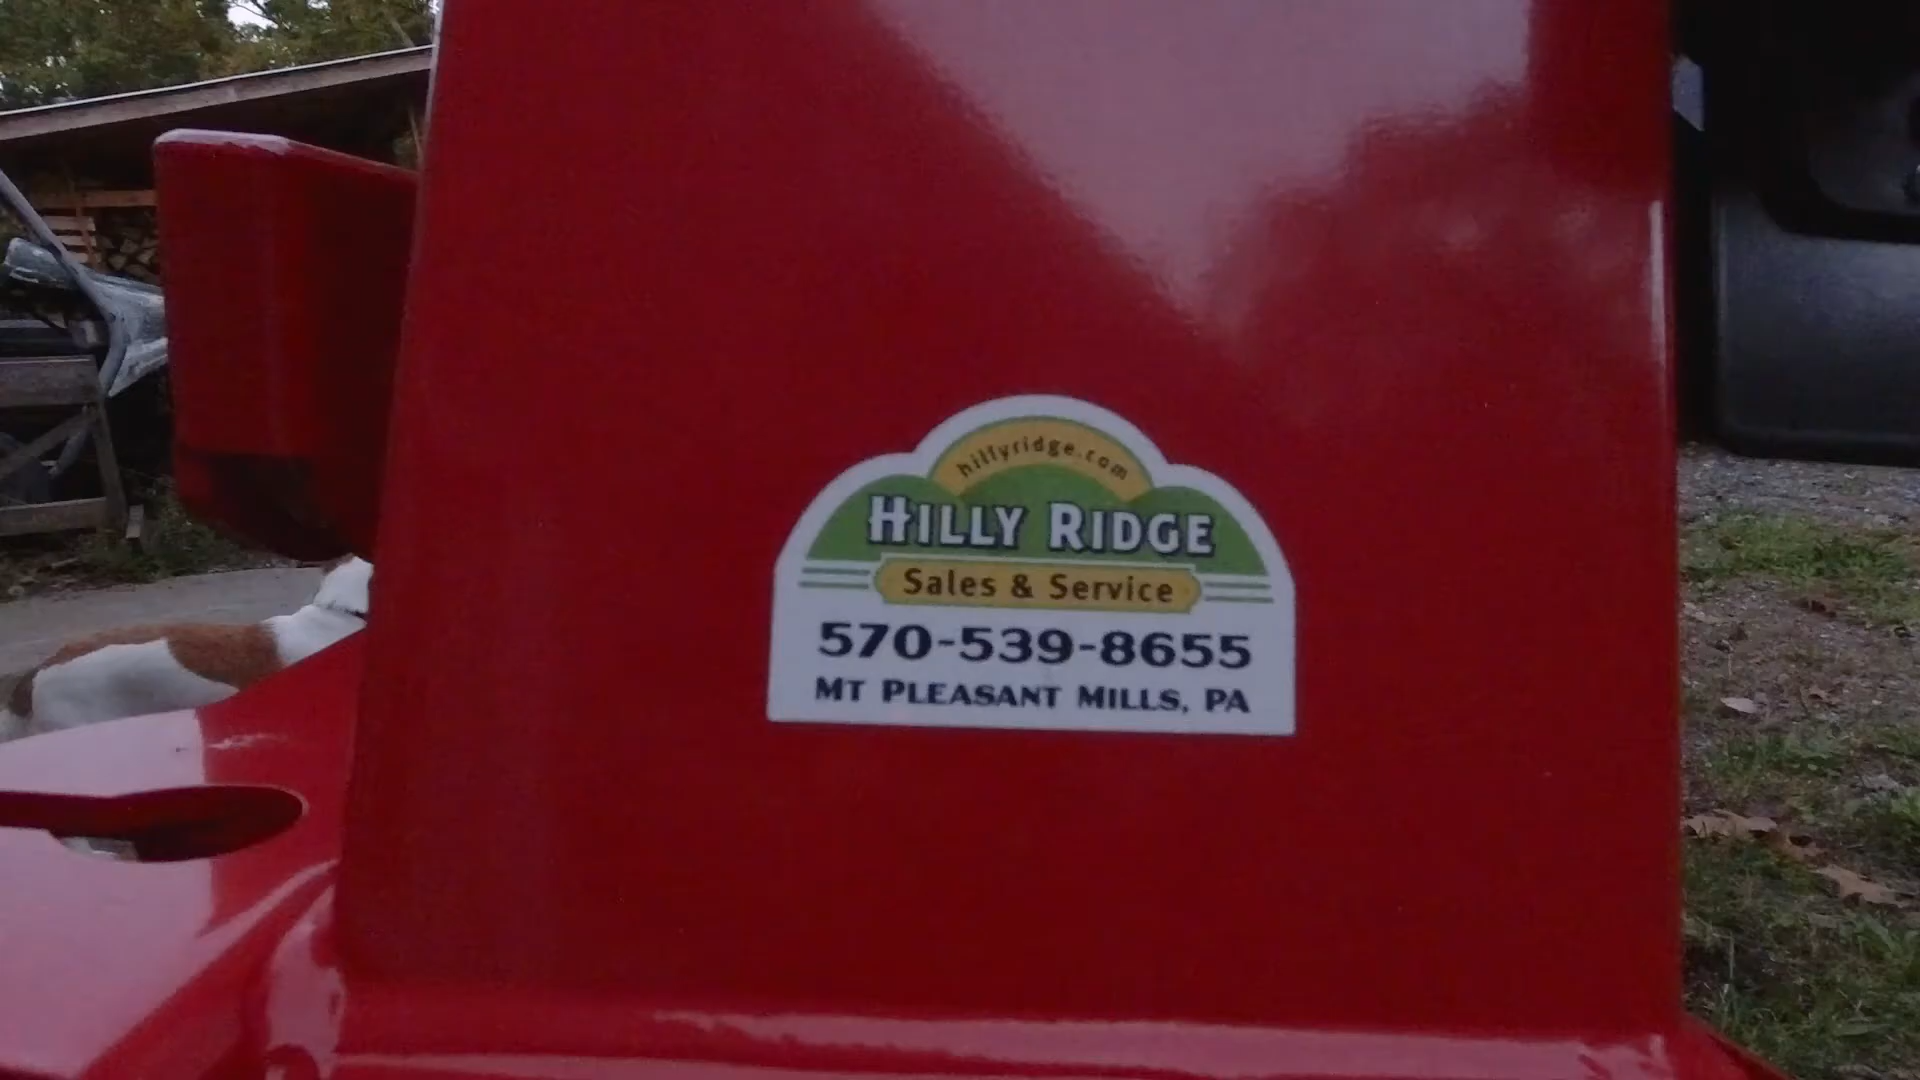 hillyridge.com
HILLY RIDGE
Sales & Service
570-539-8655
MT PLEASANT MILLS, PA